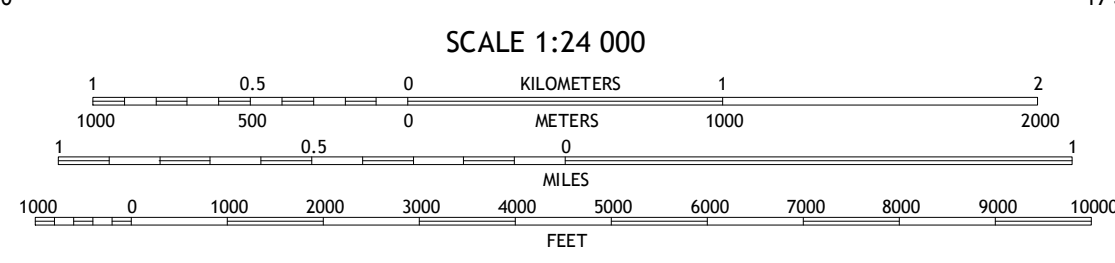 SCALE 1:24 000
1 0.5 0 KILOMETERS 1 2
1000 500 0 METERS 1000 2000
1 0.5 0 1
MILES
1000 0 1000 2000 3000 4000 5000 6000 7000 8000 9000 10000
FEET